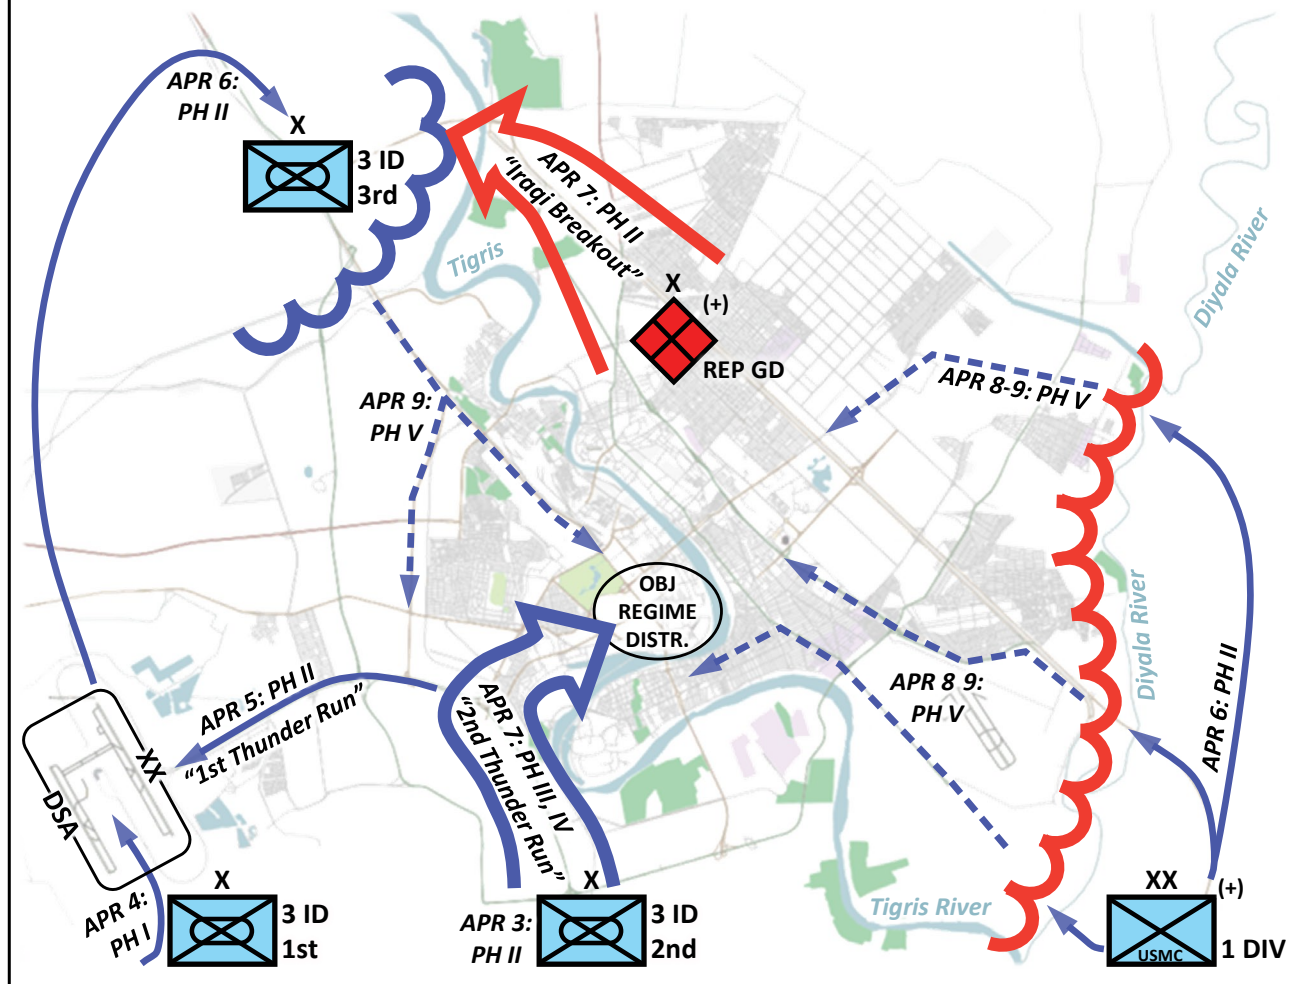 APR 6:
PH II
X
3 ID
3rd
Tigris
APR 7: PH II
“Iraqi Breakout”
X
(+)
REP GD
Diyala River
APR 8-9: PH V
APR 9:
PH V
OBJ
REGIME
DISTR.
Diyala River
APR 8 9:
PH V
APR 6: PH II
APR 5: PH II
“1st Thunder Run”
APR 7: PH III, IV
“2nd Thunder Run”
XX
DSA
APR 4:
PH I
X
3 ID
1st
APR 3:
PH II
X
3 ID
2nd
Tigris River
XX
(+)
USMC
1 DIV